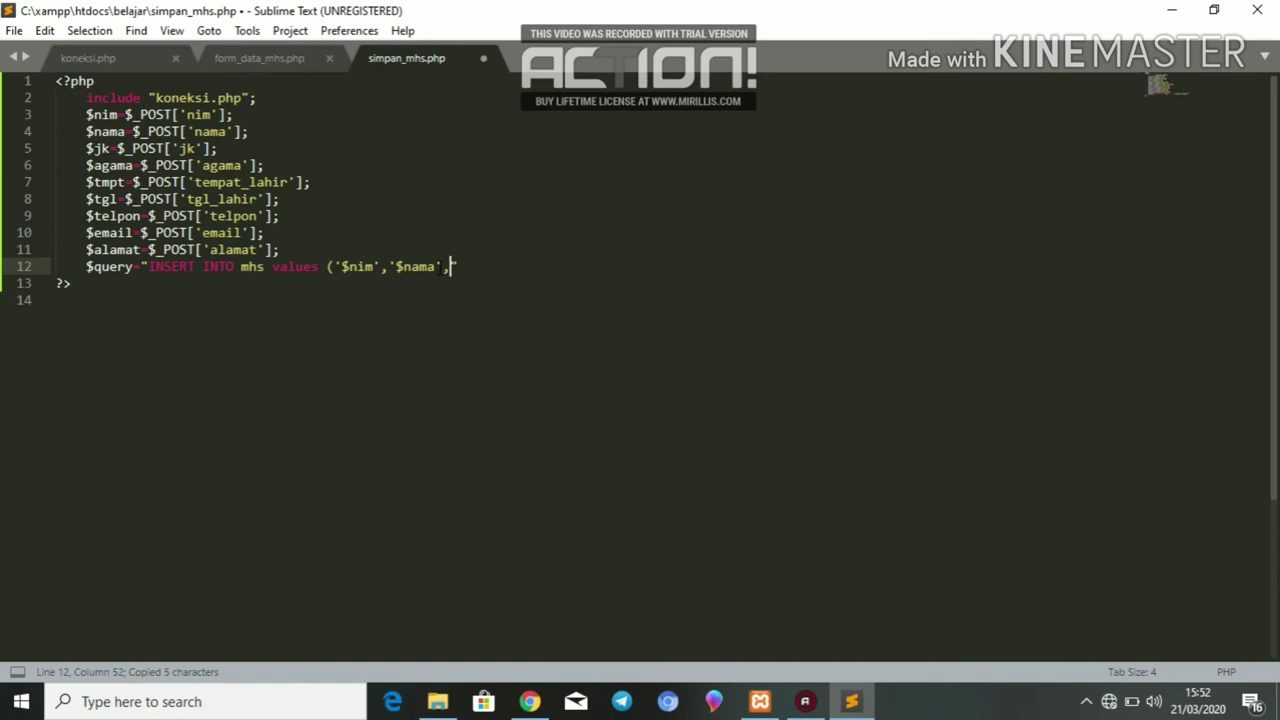 C:\xampp\htdocs\belajar\simpan_mhs.php • - Sublime Text (UNREGISTERED)
File Edit Selection Find View Goto Tools Project Preferences Help
THIS VIDEO WAS RECORDED WITH TRIAL VERSION
ACTION!
BUY LIFETIME LICENSE AT WWW.MIRILLIS.COM
Made with KINEMASTER
koneksi.php × form_data_mhs.php × simpan_mhs.php
1 <?php
2 include "koneksi.php";
3 $nim=$_POST['nim'];
4 $nama=$_POST['nama'];
5 $jk=$_POST['jk'];
6 $agama=$_POST['agama'];
7 $tmpt=$_POST['tempat_lahir'];
8 $tgl=$_POST['tgl_lahir'];
9 $telpon=$_POST['telpon'];
10 $email=$_POST['email'];
11 $alamat=$_POST['alamat'];
12 $query="INSERT INTO mhs values ('$nim','$nama',"
13 ?>
14
Line 12, Column 52; Copied 5 characters Tab Size: 4 PHP
Type here to search
15:52
21/03/2020
16